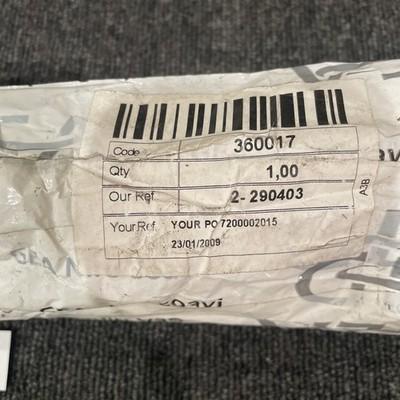 Code 360017
Qty 1,00
Our Ref. 2-290403
Your Ref. YOUR PO 7200002015
23/01/2009
A3B